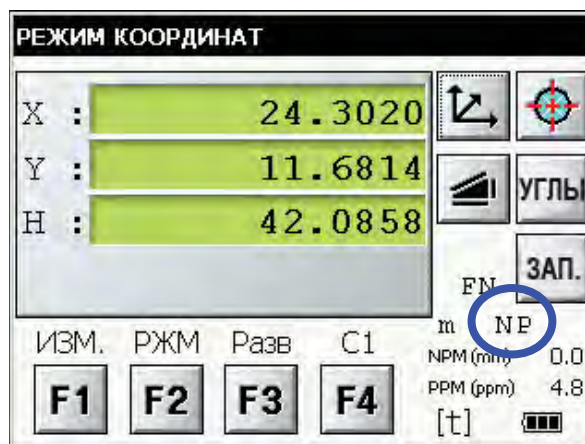 РЕЖИМ КООРДИНАТ
X : 24.3020
Y : 11.6814
H : 42.0858
УГЛЫ
ЗАП.
FN
m NP
ИЗМ. РЖМ Разв С1
NPM (mm) 0.0
F1 F2 F3 F4
PPM (ppm) 4.8
[t]